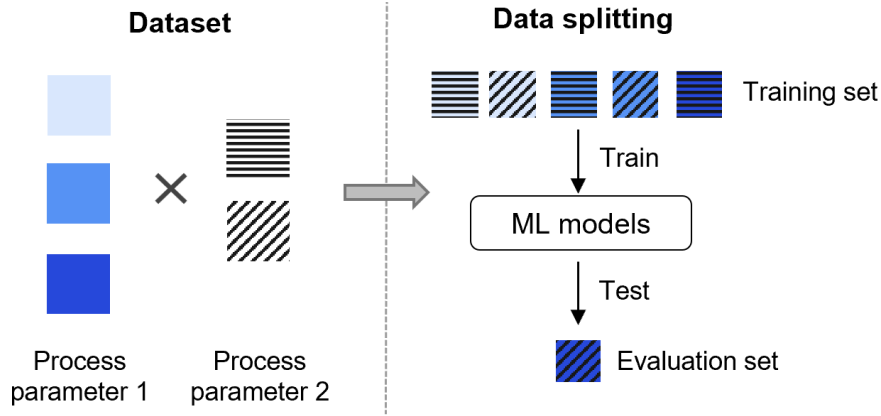 Dataset
Process
parameter 1
Process
parameter 2
Data splitting
Training set
Train
ML models
Test
Evaluation set